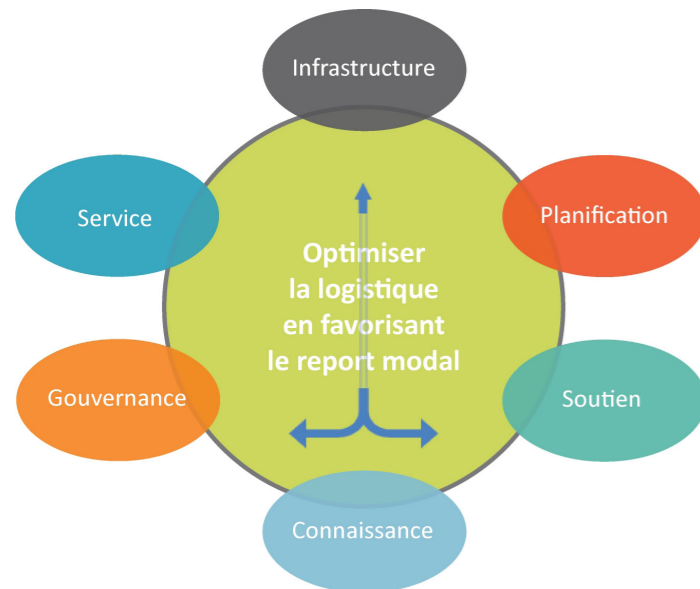 Infrastructure
Service
Planification
Optimiser
la logistique
en favorisant
le report modal
Gouvernance
Soutien
Connaissance